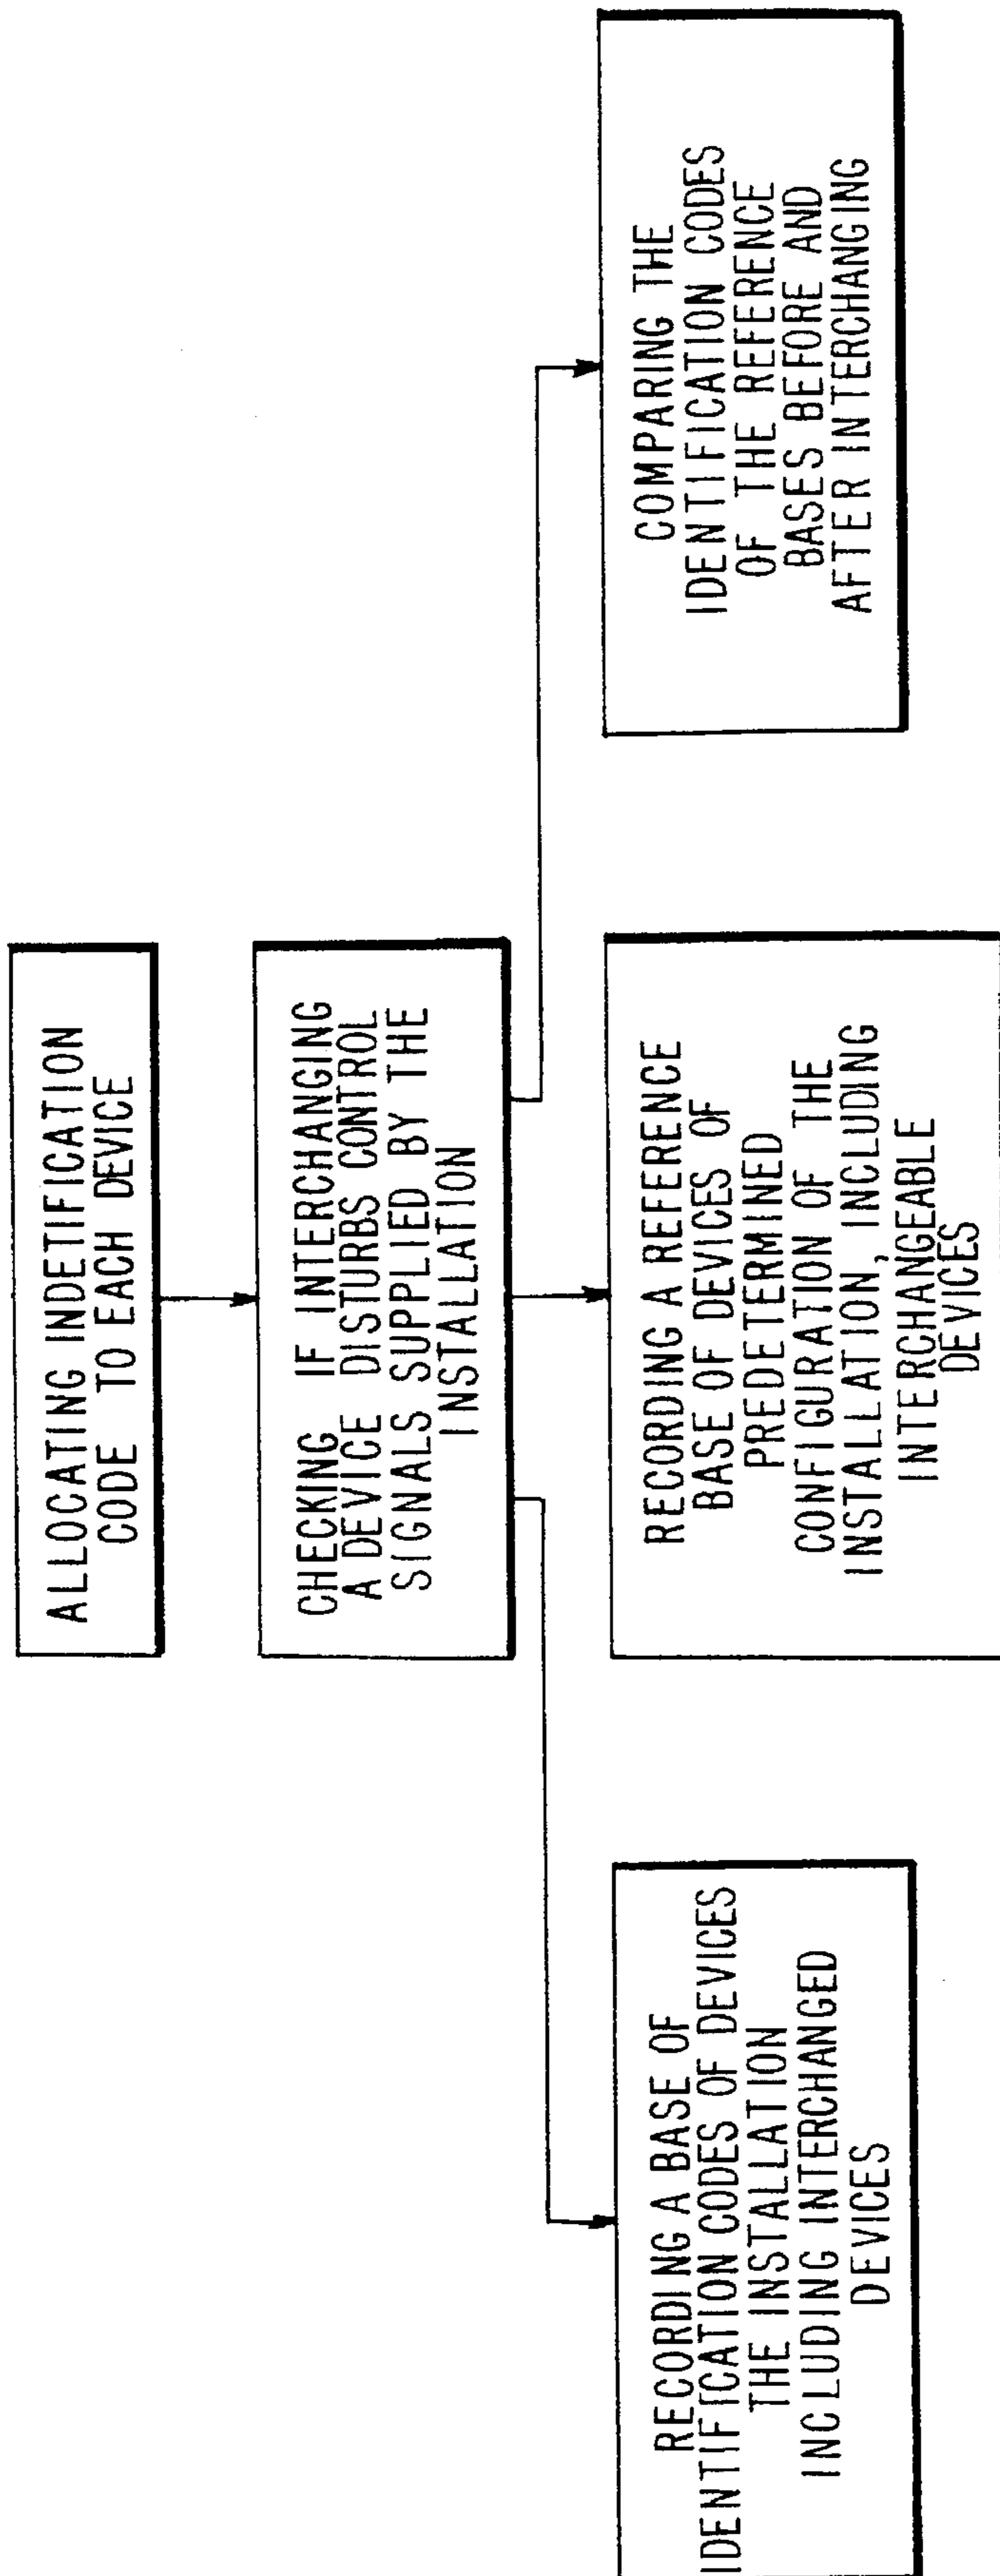 ALLOCATING INDETIFICATION
CODE TO EACH DEVICE
CHECKING IF INTERCHANGING
A DEVICE DISTURBS CONTROL
SIGNALS SUPPLIED BY THE
INSTALLATION
RECORDING A BASE OF
IDENTIFICATION CODES OF DEVICES
THE INSTALLATION
INCLUDING INTERCHANGED
DEVICES
RECORDING A REFERENCE
BASE OF DEVICES OF
PREDETERMINED
CONFIGURATION OF THE
INSTALLATION, INCLUDING
INTERCHANGEABLE
DEVICES
COMPARING THE
IDENTIFICATION CODES
OF THE REFERENCE
BASES BEFORE AND
AFTER INTERCHANGING